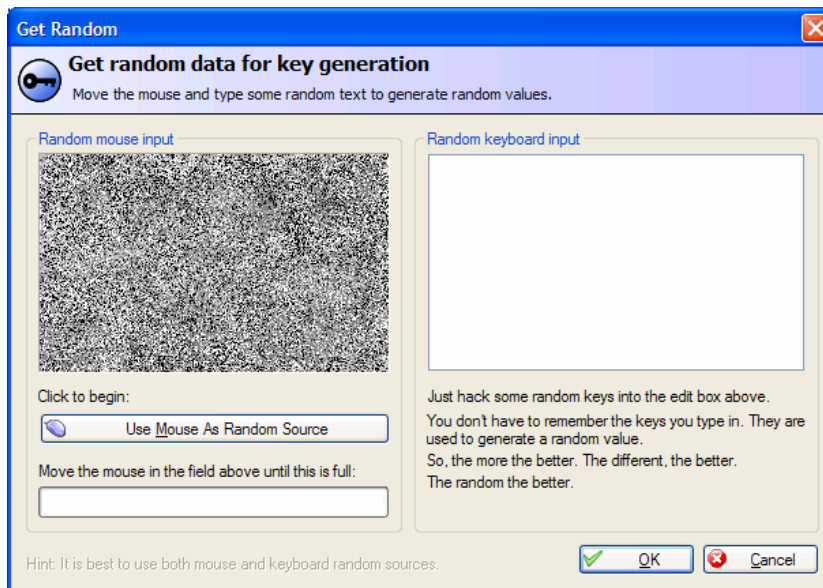 Get Random
Get random data for key generation
Move the mouse and type some random text to generate random values.
Random mouse input
Click to begin:
Use Mouse As Random Source
Move the mouse in the field above until this is full:
Random keyboard input
Just hack some random keys into the edit box above.
You don't have to remember the keys you type in. They are
used to generate a random value.
So, the more the better. The different, the better.
The random the better.
Hint: It is best to use both mouse and keyboard random sources.
OK
Cancel